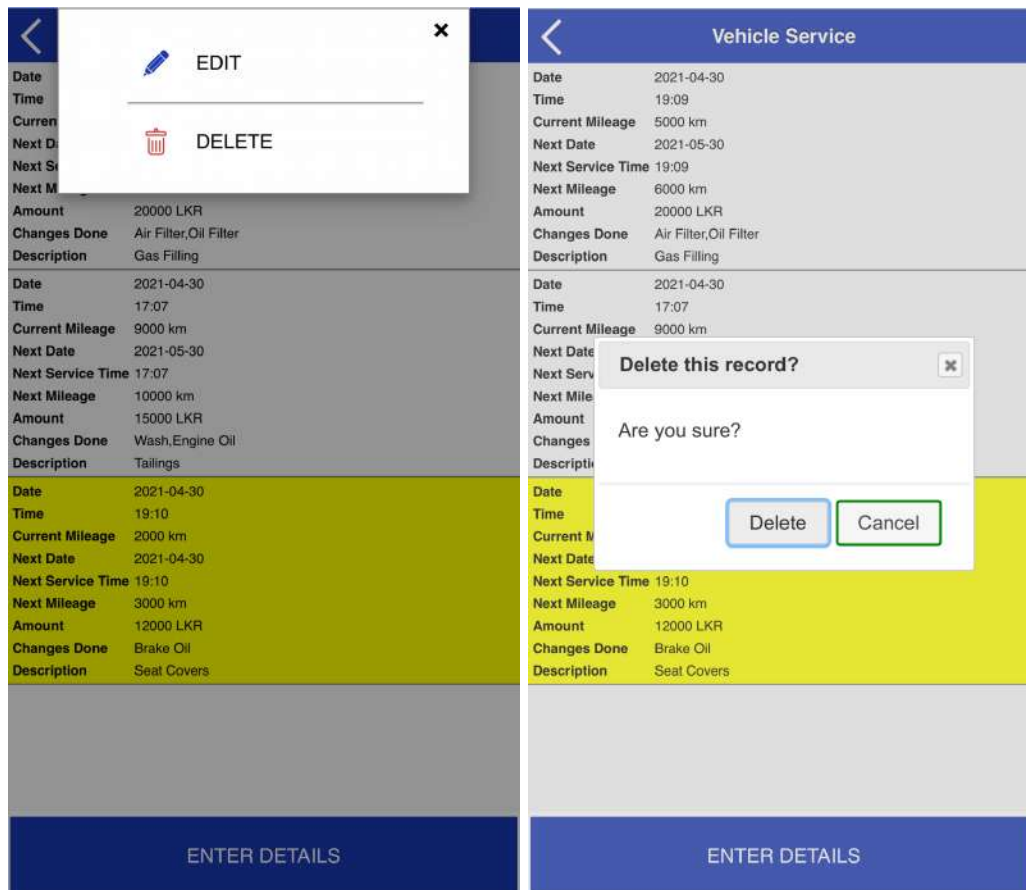 EDIT
DELETE
Date
Time
Curren
Next D
Next Se
Next M
Amount 20000 LKR
Changes Done Air Filter,Oil Filter
Description Gas Filling
Date 2021-04-30
Time 17:07
Current Mileage 9000 km
Next Date 2021-05-30
Next Service Time 17:07
Next Mileage 10000 km
Amount 15000 LKR
Changes Done Wash,Engine Oil
Description Tailings
Date 2021-04-30
Time 19:10
Current Mileage 2000 km
Next Date 2021-04-30
Next Service Time 19:10
Next Mileage 3000 km
Amount 12000 LKR
Changes Done Brake Oil
Description Seat Covers
ENTER DETAILS
Vehicle Service
Date 2021-04-30
Time 19:09
Current Mileage 5000 km
Next Date 2021-05-30
Next Service Time 19:09
Next Mileage 6000 km
Amount 20000 LKR
Changes Done Air Filter,Oil Filter
Description Gas Filling
Date 2021-04-30
Time 17:07
Current Mileage 9000 km
Next Date
Next Serv
Next Mile
Amount
Changes
Descripti
Delete this record?
Are you sure?
Delete Cancel
Date
Time
Current M
Next Date
Next Service Time 19:10
Next Mileage 3000 km
Amount 12000 LKR
Changes Done Brake Oil
Description Seat Covers
ENTER DETAILS